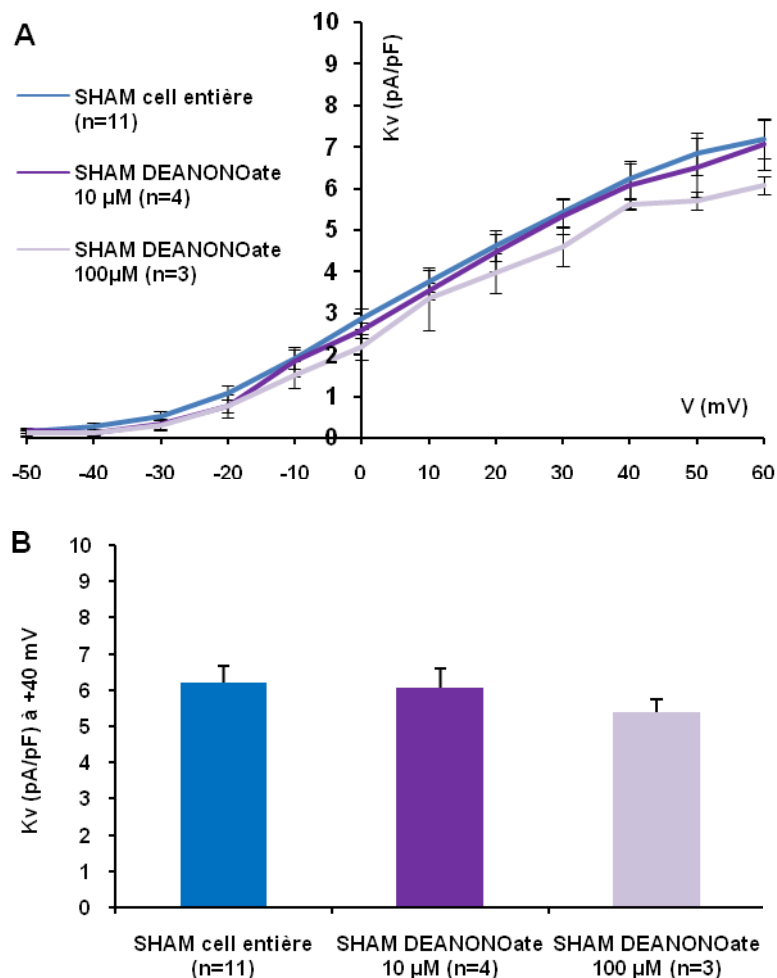 A
SHAM cell entière
(n=11)
SHAM DEANONOate
10 µM (n=4)
SHAM DEANONOate
100µM (n=3)
Kv (pA/pF)
10
9
8
7
6
5
4
3
2
1
0
V (mV)
-50 -40 -30 -20 -10 0 10 20 30 40 50 60
B
Kv (pA/pF) à +40 mV
10
9
8
7
6
5
4
3
2
1
0
SHAM cell entière SHAM DEANONOate SHAM DEANONOate
(n=11) 10 µM (n=4) 100 µM (n=3)